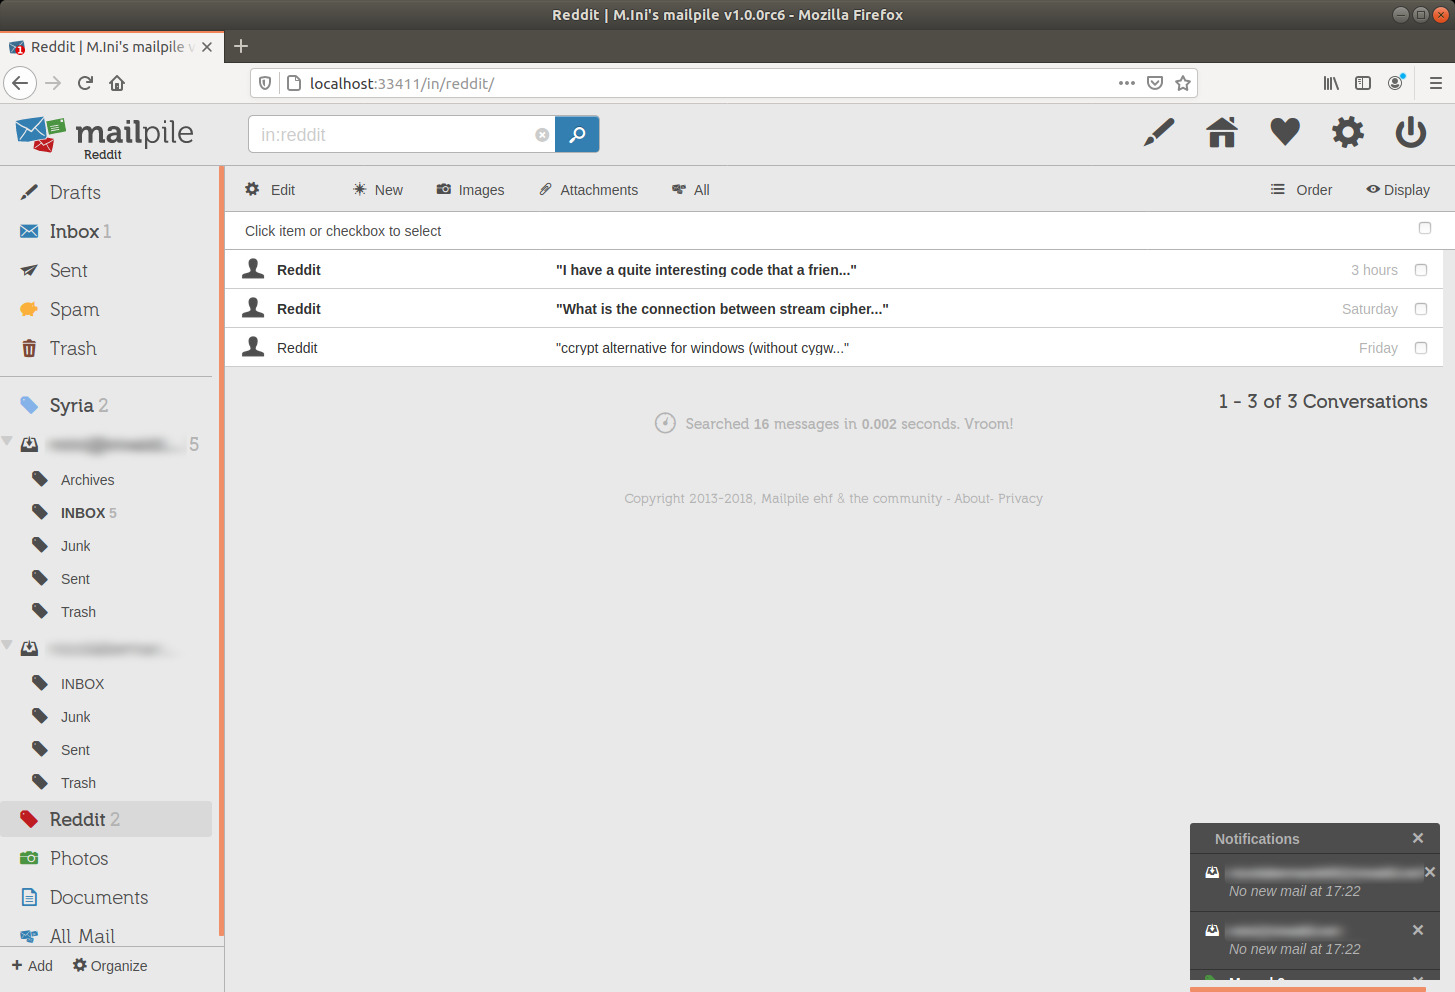 Reddit | M.Ini's mailpile v1.0.0rc6 - Mozilla Firefox
Reddit | M.Ini's mailpile v
localhost:33411/in/reddit/
mailpile
Reddit
in:reddit
Drafts
Inbox 1
Sent
Spam
Trash
Syria 2
5
Archives
INBOX 5
Junk
Sent
Trash
INBOX
Junk
Sent
Trash
Reddit 2
Photos
Documents
All Mail
+ Add Organize
Edit New Images Attachments All Order Display
Click item or checkbox to select
Reddit "I have a quite interesting code that a frien..." 3 hours
Reddit "What is the connection between stream cipher..." Saturday
Reddit "ccrypt alternative for windows (without cygw..." Friday
1 - 3 of 3 Conversations
Searched 16 messages in 0.002 seconds. Vroom!
Copyright 2013-2018, Mailpile ehf & the community - About- Privacy
Notifications
No new mail at 17:22
No new mail at 17:22